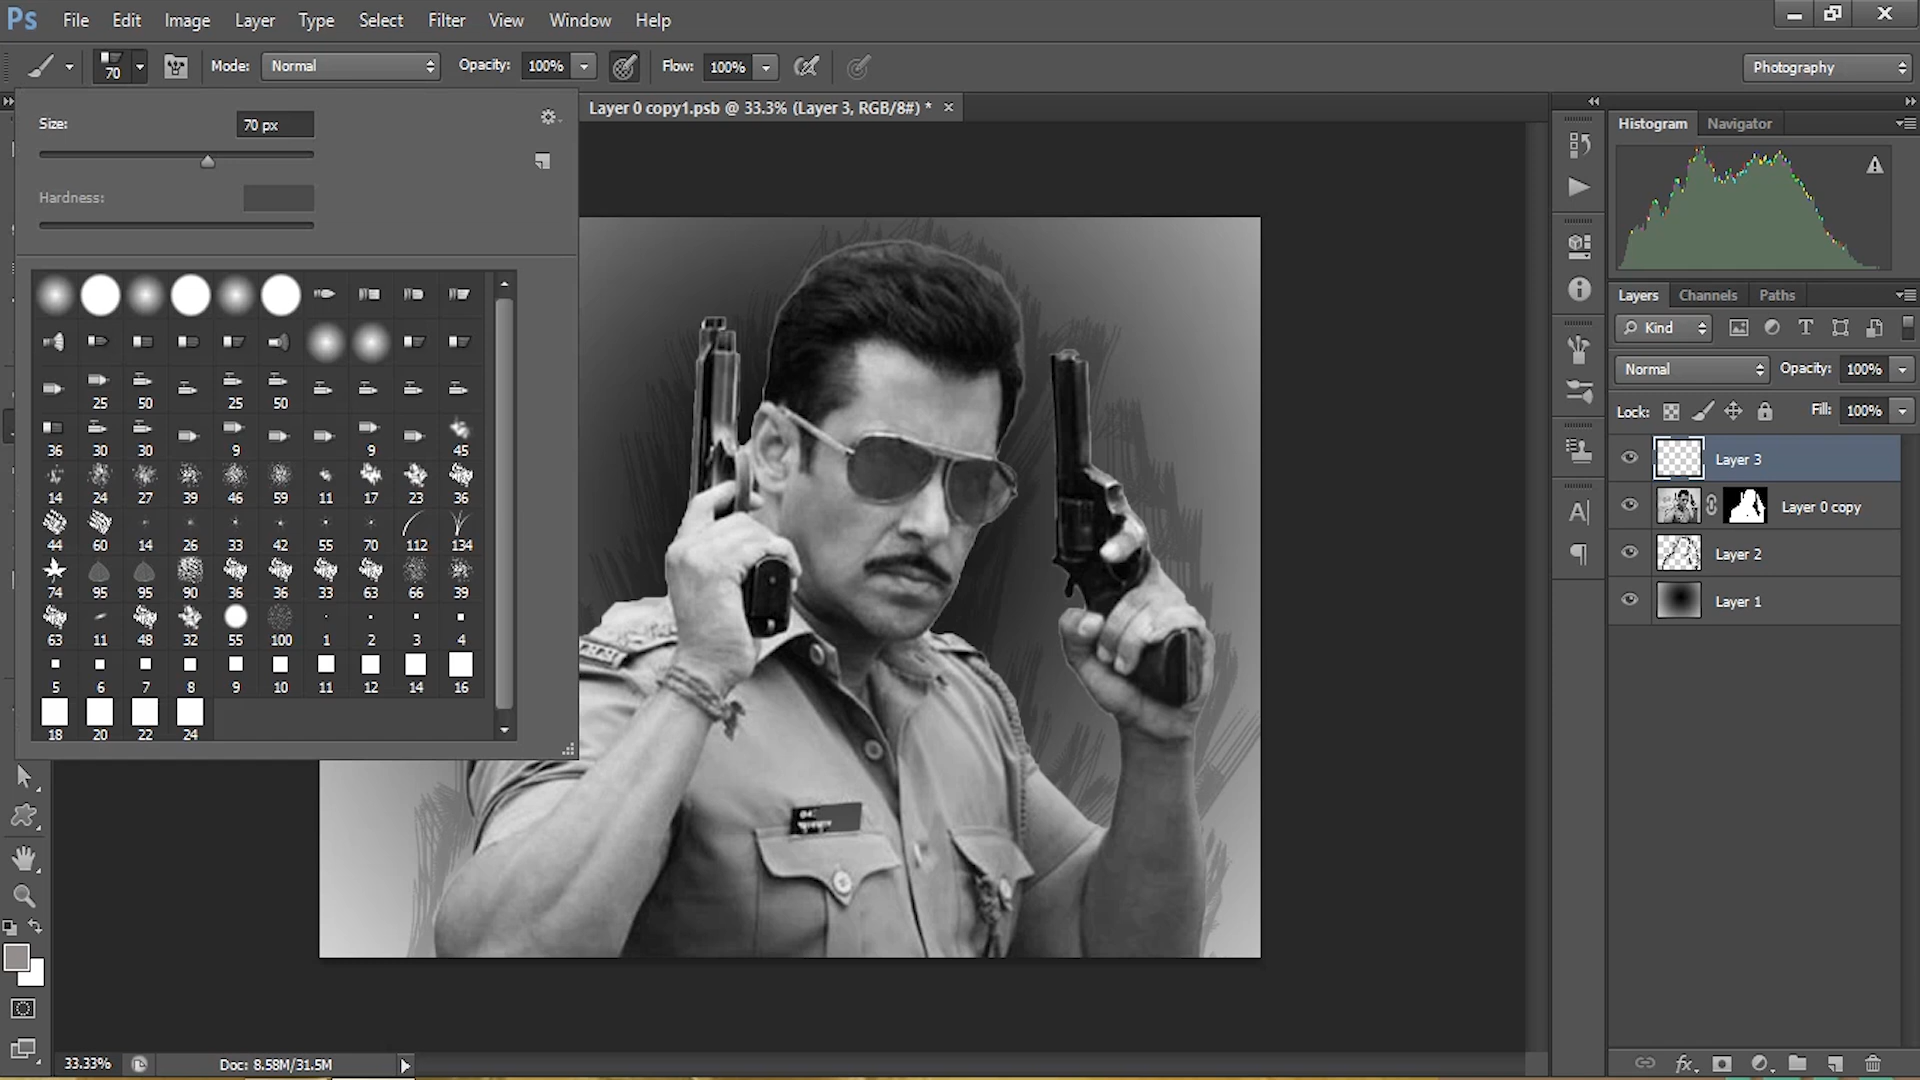 Ps File Edit Image Layer Type Select Filter View Window Help
70 Mode: Normal Opacity: 100% Flow: 100% Photography
Size: 70 px
Hardness:
Layer 0 copy1.psb @ 33.3% (Layer 3, RGB/8#) * ×
25 50 25 50
36 30 30 9 9 45
14 24 27 39 46 59 11 17 23 36
44 60 14 26 33 42 55 70 112 134
74 95 95 90 36 36 33 63 66 39
63 11 48 32 55 100 1 2 3 4
5 6 7 8 9 10 11 12 14 16
18 20 22 24
Histogram Navigator
Layers Channels Paths
Kind
Normal Opacity: 100%
Lock: Fill: 100%
Layer 3
Layer 0 copy
Layer 2
Layer 1
33.33% Doc: 8.58M/31.5M